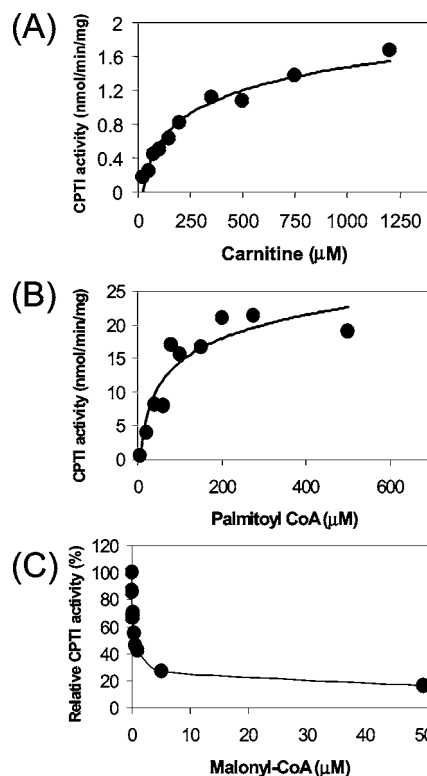 (A)
CPTI activity (nmol/min/mg)
2
1.6
1.2
0.8
0.4
0
0 250 500 750 1000 1250
Carnitine (µM)
(B)
CPTI activity (nmol/min/mg)
25
20
15
10
5
0
0 200 400 600
Palmitoyl CoA (µM)
(C)
Relative CPTI activity (%)
120
100
80
60
40
20
0
0 10 20 30 40 50
Malonyl-CoA (µM)